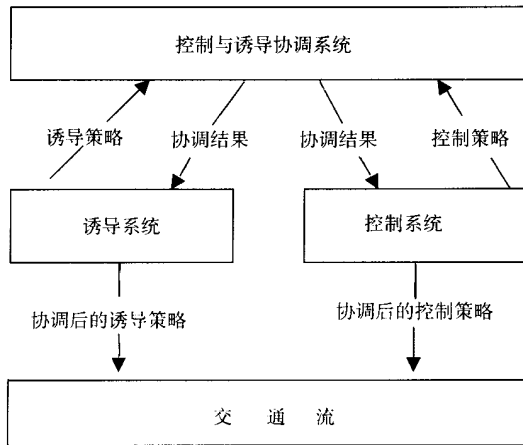 控制与诱导协调系统
诱导策略
协调结果
协调结果
控制策略
诱导系统
控制系统
协调后的诱导策略
协调后的控制策略
交 通 流